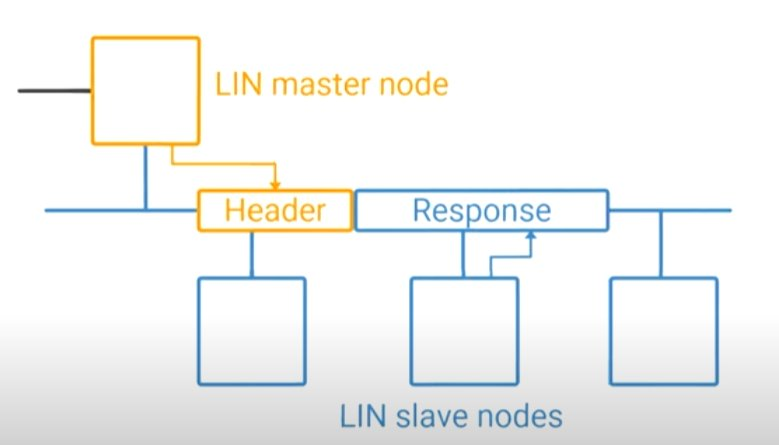 LIN master node
Header
Response
LIN slave nodes